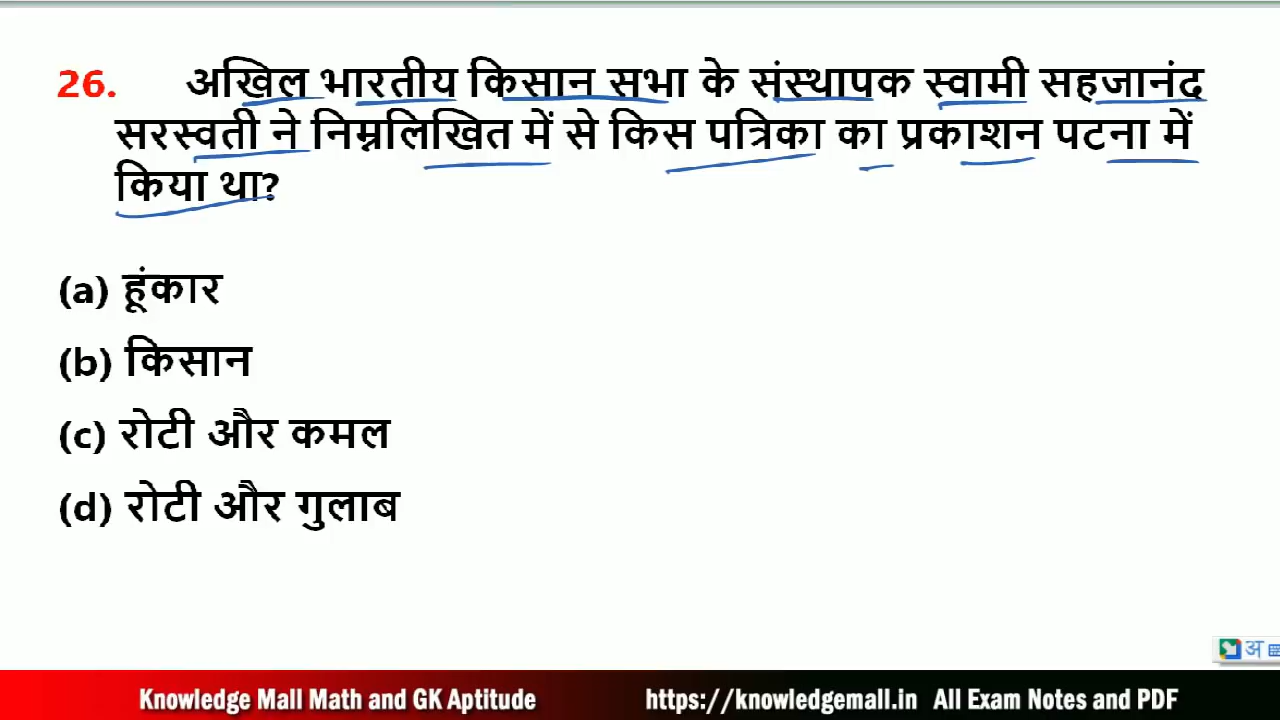 26. अखिल भारतीय किसान सभा के संस्थापक स्वामी सहजानंद
सरस्वती ने निम्नलिखित में से किस पत्रिका का प्रकाशन पटना में
किया था?
(a) हूंकार
(b) किसान
(c) रोटी और कमल
(d) रोटी और गुलाब
अ
Knowledge Mall Math and GK Aptitude https://knowledgemall.in All Exam Notes and PDF